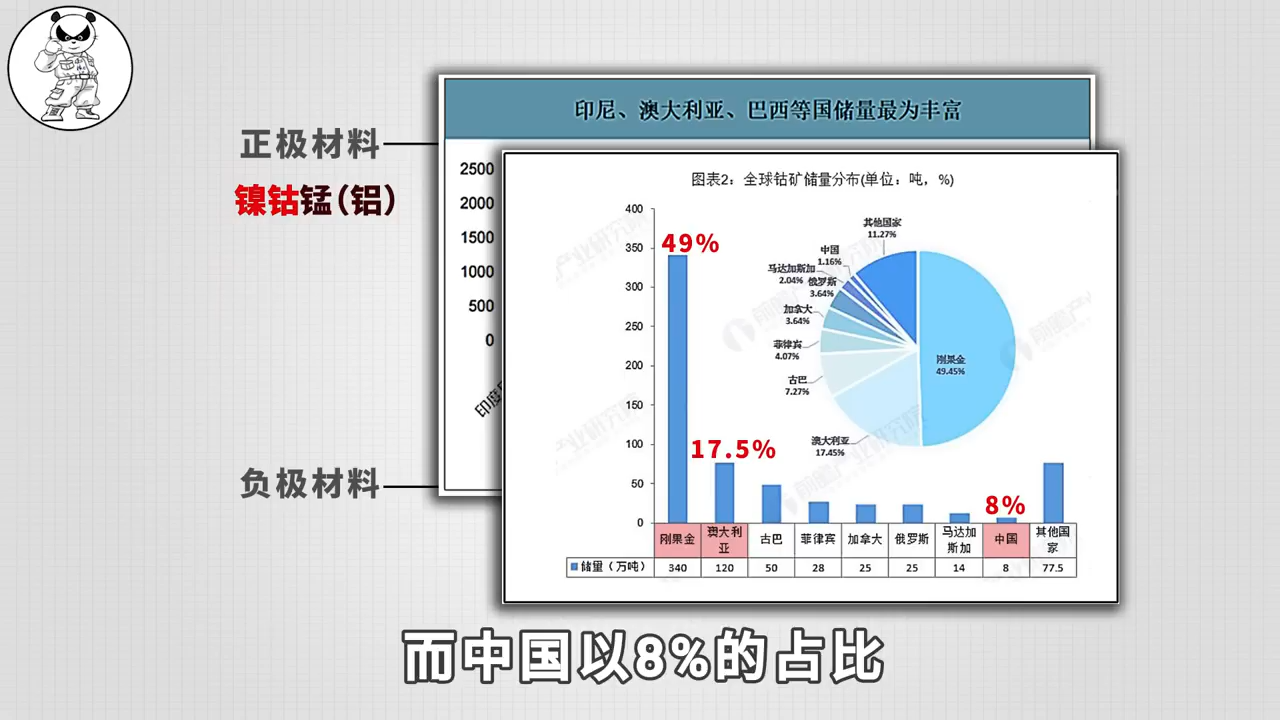 印尼、澳大利亚、巴西等国储量最为丰富
正极材料
镍钴锰(铝)
负极材料
2500
2000
1500
1000
500
0
图表2：全球钴矿储量分布(单位：吨，%)
400
350
300
250
200
150
100
50
0
49%
17.5%
8%
其他国家
11.27%
中国
1.16%
马达加斯加
2.04%
俄罗斯
3.64%
加拿大
3.64%
菲律宾
4.07%
古巴
7.27%
澳大利亚
17.45%
刚果金
49.45%
刚果金 澳大利亚 古巴 菲律宾 加拿大 俄罗斯 马达加斯加 中国 其他国家
储量（万吨） 340 120 50 28 25 25 14 8 77.5
而中国以8%的占比